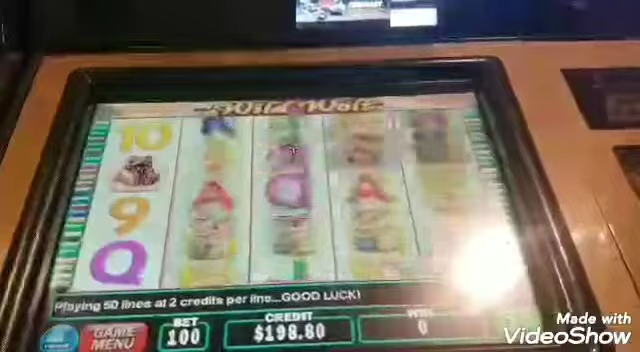 Wild Wolf
10
9
Q
Playing 50 lines at 2 credits per line...GOOD LUCK!
GAME MENU
BET
100
CREDIT
$198.80
WIN
0
Made with
VideoShow